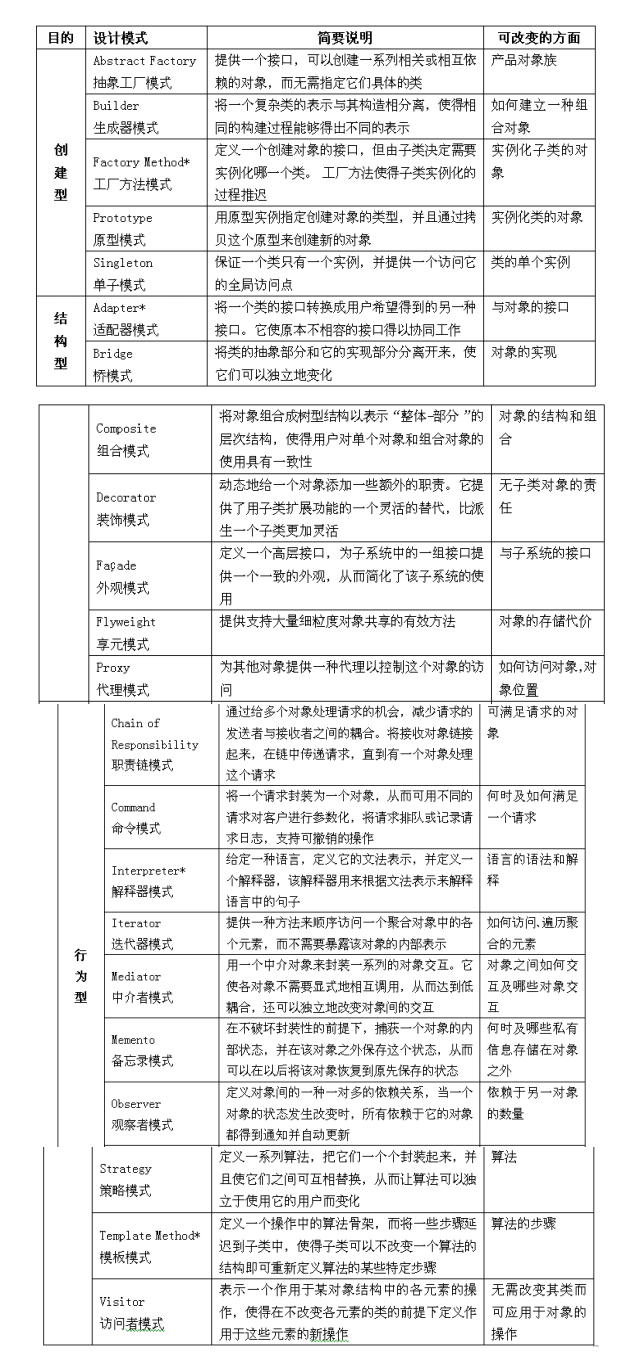 目的 设计模式 简要说明 可改变的方面
创建型
Abstract Factory
抽象工厂模式
提供一个接口，可以创建一系列相关或相互依
赖的对象，而无需指定它们具体的类
产品对象族
Builder
生成器模式
将一个复杂类的表示与其构造相分离，使得相
同的构建过程能够得出不同的表示
如何建立一种组
合对象
Factory Method*
工厂方法模式
定义一个创建对象的接口，但由子类决定需要
实例化哪一个类。 工厂方法使得子类实例化的
过程推迟
实例化子类的对
象
Prototype
原型模式
用原型实例指定创建对象的类型，并且通过拷
贝这个原型来创建新的对象
实例化类的对象
Singleton
单子模式
保证一个类只有一个实例，并提供一个访问它
的全局访问点
类的单个实例
结构型
Adapter*
适配器模式
将一个类的接口转换成用户希望得到的另一种
接口。它使原本不相容的接口得以协同工作
与对象的接口
Bridge
桥模式
将类的抽象部分和它的实现部分分离开来，使
它们可以独立地变化
对象的实现
Composite
组合模式
将对象组合成树型结构以表示“整体-部分”的
层次结构，使得用户对单个对象和组合对象的
使用具有一致性
对象的结构和组
合
Decorator
装饰模式
动态地给一个对象添加一些额外的职责。它提
供了用子类扩展功能的一个灵活的替代，比派
生一个子类更加灵活
无子类对象的责
任
Façade
外观模式
定义一个高层接口，为子系统中的一组接口提
供一个一致的外观，从而简化了该子系统的使
用
与子系统的接口
Flyweight
享元模式
提供支持大量细粒度对象共享的有效方法
对象的存储代价
Proxy
代理模式
为其他对象提供一种代理以控制这个对象的访
问
如何访问对象,对
象位置
行为型
Chain of
Responsibility
职责链模式
通过给多个对象处理请求的机会，减少请求的
发送者与接收者之间的耦合。将接收对象链接
起来，在链中传递请求，直到有一个对象处理
这个请求
可满足请求的对
象
Command
命令模式
将一个请求封装为一个对象，从而可用不同的
请求对客户进行参数化，将请求排队或记录请
求日志，支持可撤销的操作
何时及如何满足
一个请求
Interpreter*
解释器模式
给定一种语言，定义它的文法表示，并定义一
个解释器，该解释器用来根据文法表示来解释
语言中的句子
语言的语法和解
释
Iterator
迭代器模式
提供一种方法来顺序访问一个聚合对象中的各
个元素，而不需要暴露该对象的内部表示
如何访问、遍历聚
合的元素
Mediator
中介者模式
用一个中介对象来封装一系列的对象交互。它
使各对象不需要显式地相互调用，从而达到低
耦合，还可以独立地改变对象间的交互
对象之间如何交
互及哪些对象交
互
Memento
备忘录模式
在不破坏封装性的前提下，捕获一个对象的内
部状态，并在该对象之外保存这个状态，从而
可以在以后将该对象恢复到原先保存的状态
何时及哪些私有
信息存储在对象
之外
Observer
观察者模式
定义对象间的一种一对多的依赖关系，当一个
对象的状态发生改变时，所有依赖于它的对象
都得到通知并自动更新
依赖于另一对象
的数量
Strategy
策略模式
定义一系列算法，把它们一个个封装起来，并
且使它们之间可互相替换，从而让算法可以独
立于使用它的用户而变化
算法
Template Method*
模板模式
定义一个操作中的算法骨架，而将一些步骤延
迟到子类中，使得子类可以不改变一个算法的
结构即可重新定义算法的某些特定步骤
算法的步骤
Visitor
访问者模式
表示一个作用于某对象结构中的各元素的操
作，使得在不改变各元素的类的前提下定义作
用于这些元素的新操作
无需改变其类而
可应用于对象的
操作